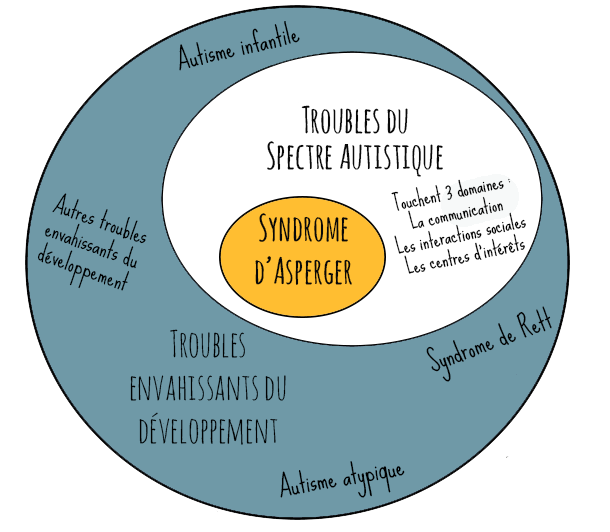 Autisme infantile
Troubles du
Spectre Autistique
Touchent 3 domaines :
La communication
Les interactions sociales
Les centres d'intérêts
Syndrome
d'Asperger
Autres troubles
envahissants du
développement
Troubles
envahissants du
développement
Syndrome de Rett
Autisme atypique